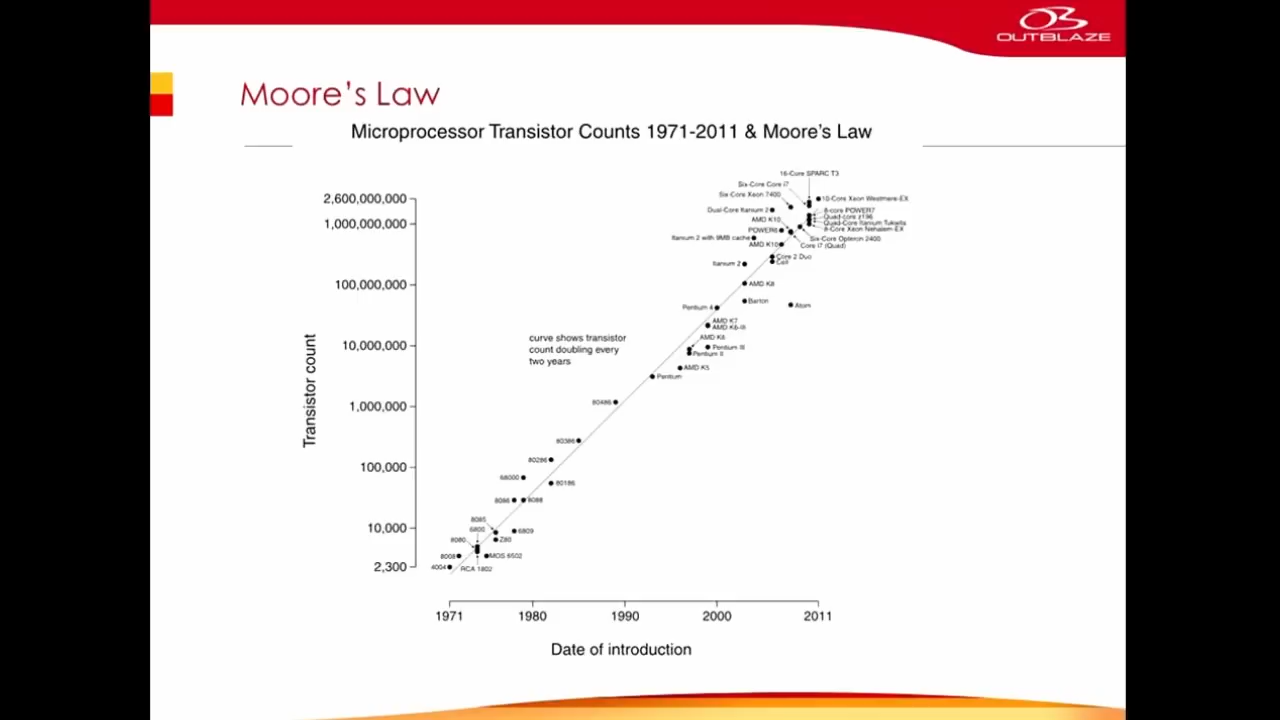 OUTBLAZE
Moore's Law
Microprocessor Transistor Counts 1971-2011 & Moore's Law
16-Core SPARC T3
Six-Core Core i7
Six-Core Xeon 7400
10-Core Xeon Westmere-EX
Dual-Core Itanium 2
8-core POWER7
Quad-core z196
AMD K10
Quad-Core Itanium Tukwila
POWER6
8-Core Xeon Nehalem-EX
Itanium 2 with 9MB cache
Six-Core Opteron 2400
AMD K10
Core i7 (Quad)
Core 2 Duo
Itanium 2
Cell
AMD K8
Barton
Atom
Pentium 4
AMD K7
AMD K6-III
AMD K6
Pentium III
Pentium II
AMD K5
Pentium
80486
80386
80286
80186
68000
8086
8088
8085
6800
6809
8080
Z80
8008
MOS 6502
4004
RCA 1802
2,600,000,000
1,000,000,000
100,000,000
10,000,000
1,000,000
100,000
10,000
2,300
curve shows transistor
count doubling every
two years
Transistor count
1971
1980
1990
2000
2011
Date of introduction